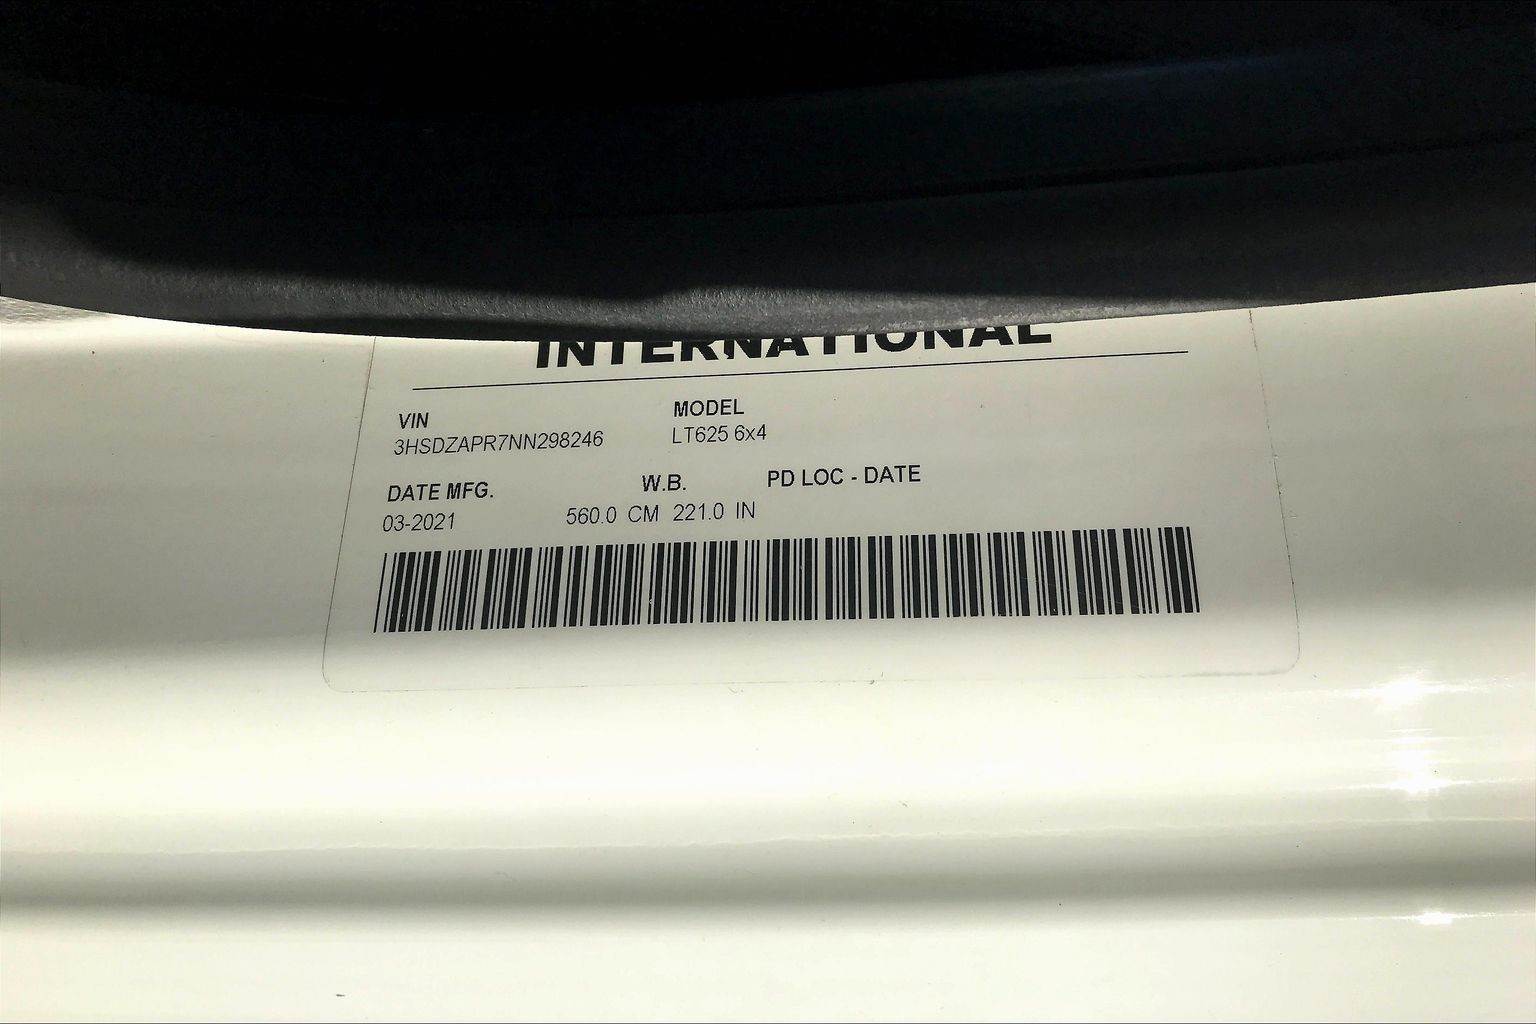 INTERNATIONAL
VIN MODEL
3HSDZAPR7NN298246 LT625 6x4
DATE MFG. W.B. PD LOC - DATE
03-2021 560.0 CM 221.0 IN